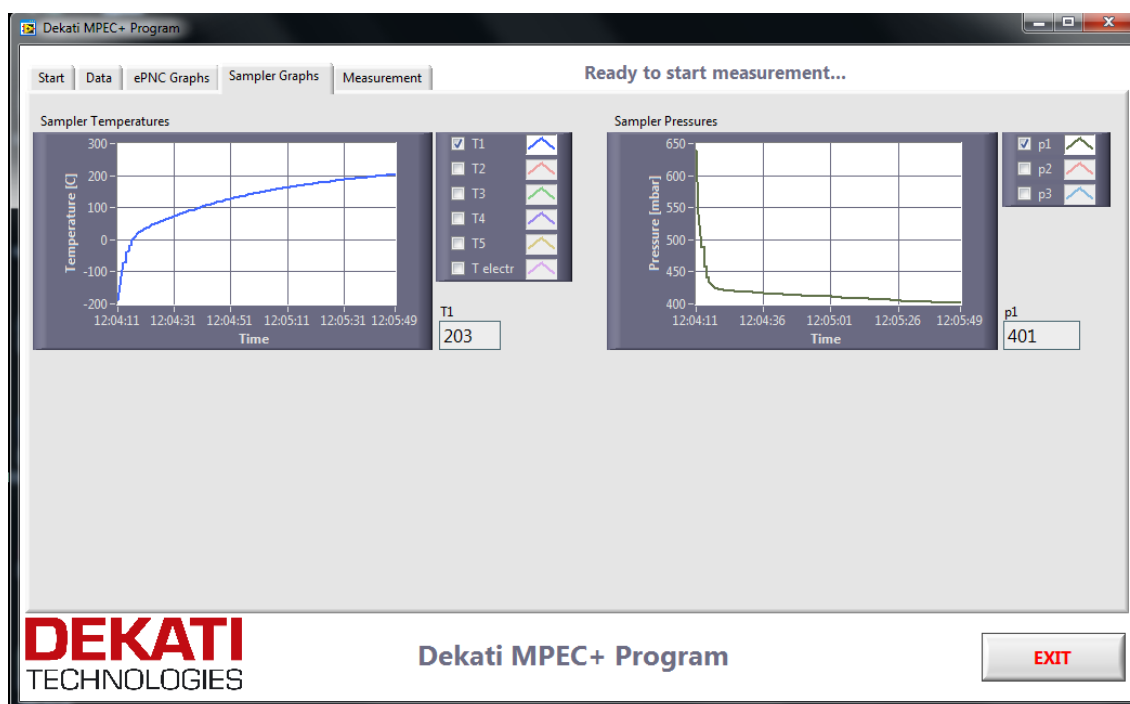 Dekati MPEC+ Program
Start Data ePNC Graphs Sampler Graphs Measurement
Ready to start measurement...
Sampler Temperatures
300
200
100
0
-100
-200
Temperature [C]
12:04:11 12:04:31 12:04:51 12:05:11 12:05:31 12:05:49
Time
T1
T2
T3
T4
T5
T electr
T1
203
Sampler Pressures
650
600
550
500
450
400
Pressure [mbar]
12:04:11 12:04:36 12:05:01 12:05:26 12:05:49
Time
p1
p2
p3
p1
401
DEKATI
TECHNOLOGIES
Dekati MPEC+ Program
EXIT